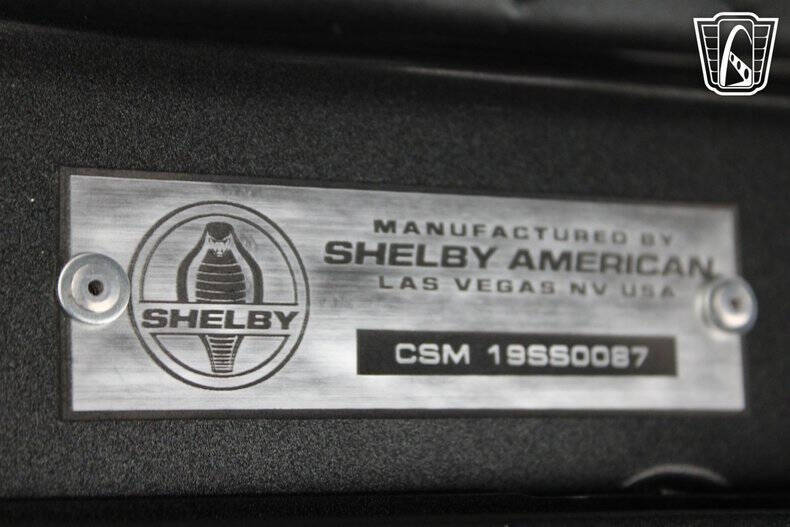 MANUFACTURED BY
SHELBY AMERICAN
LAS VEGAS NV USA
SHELBY
CSM 19SS0087